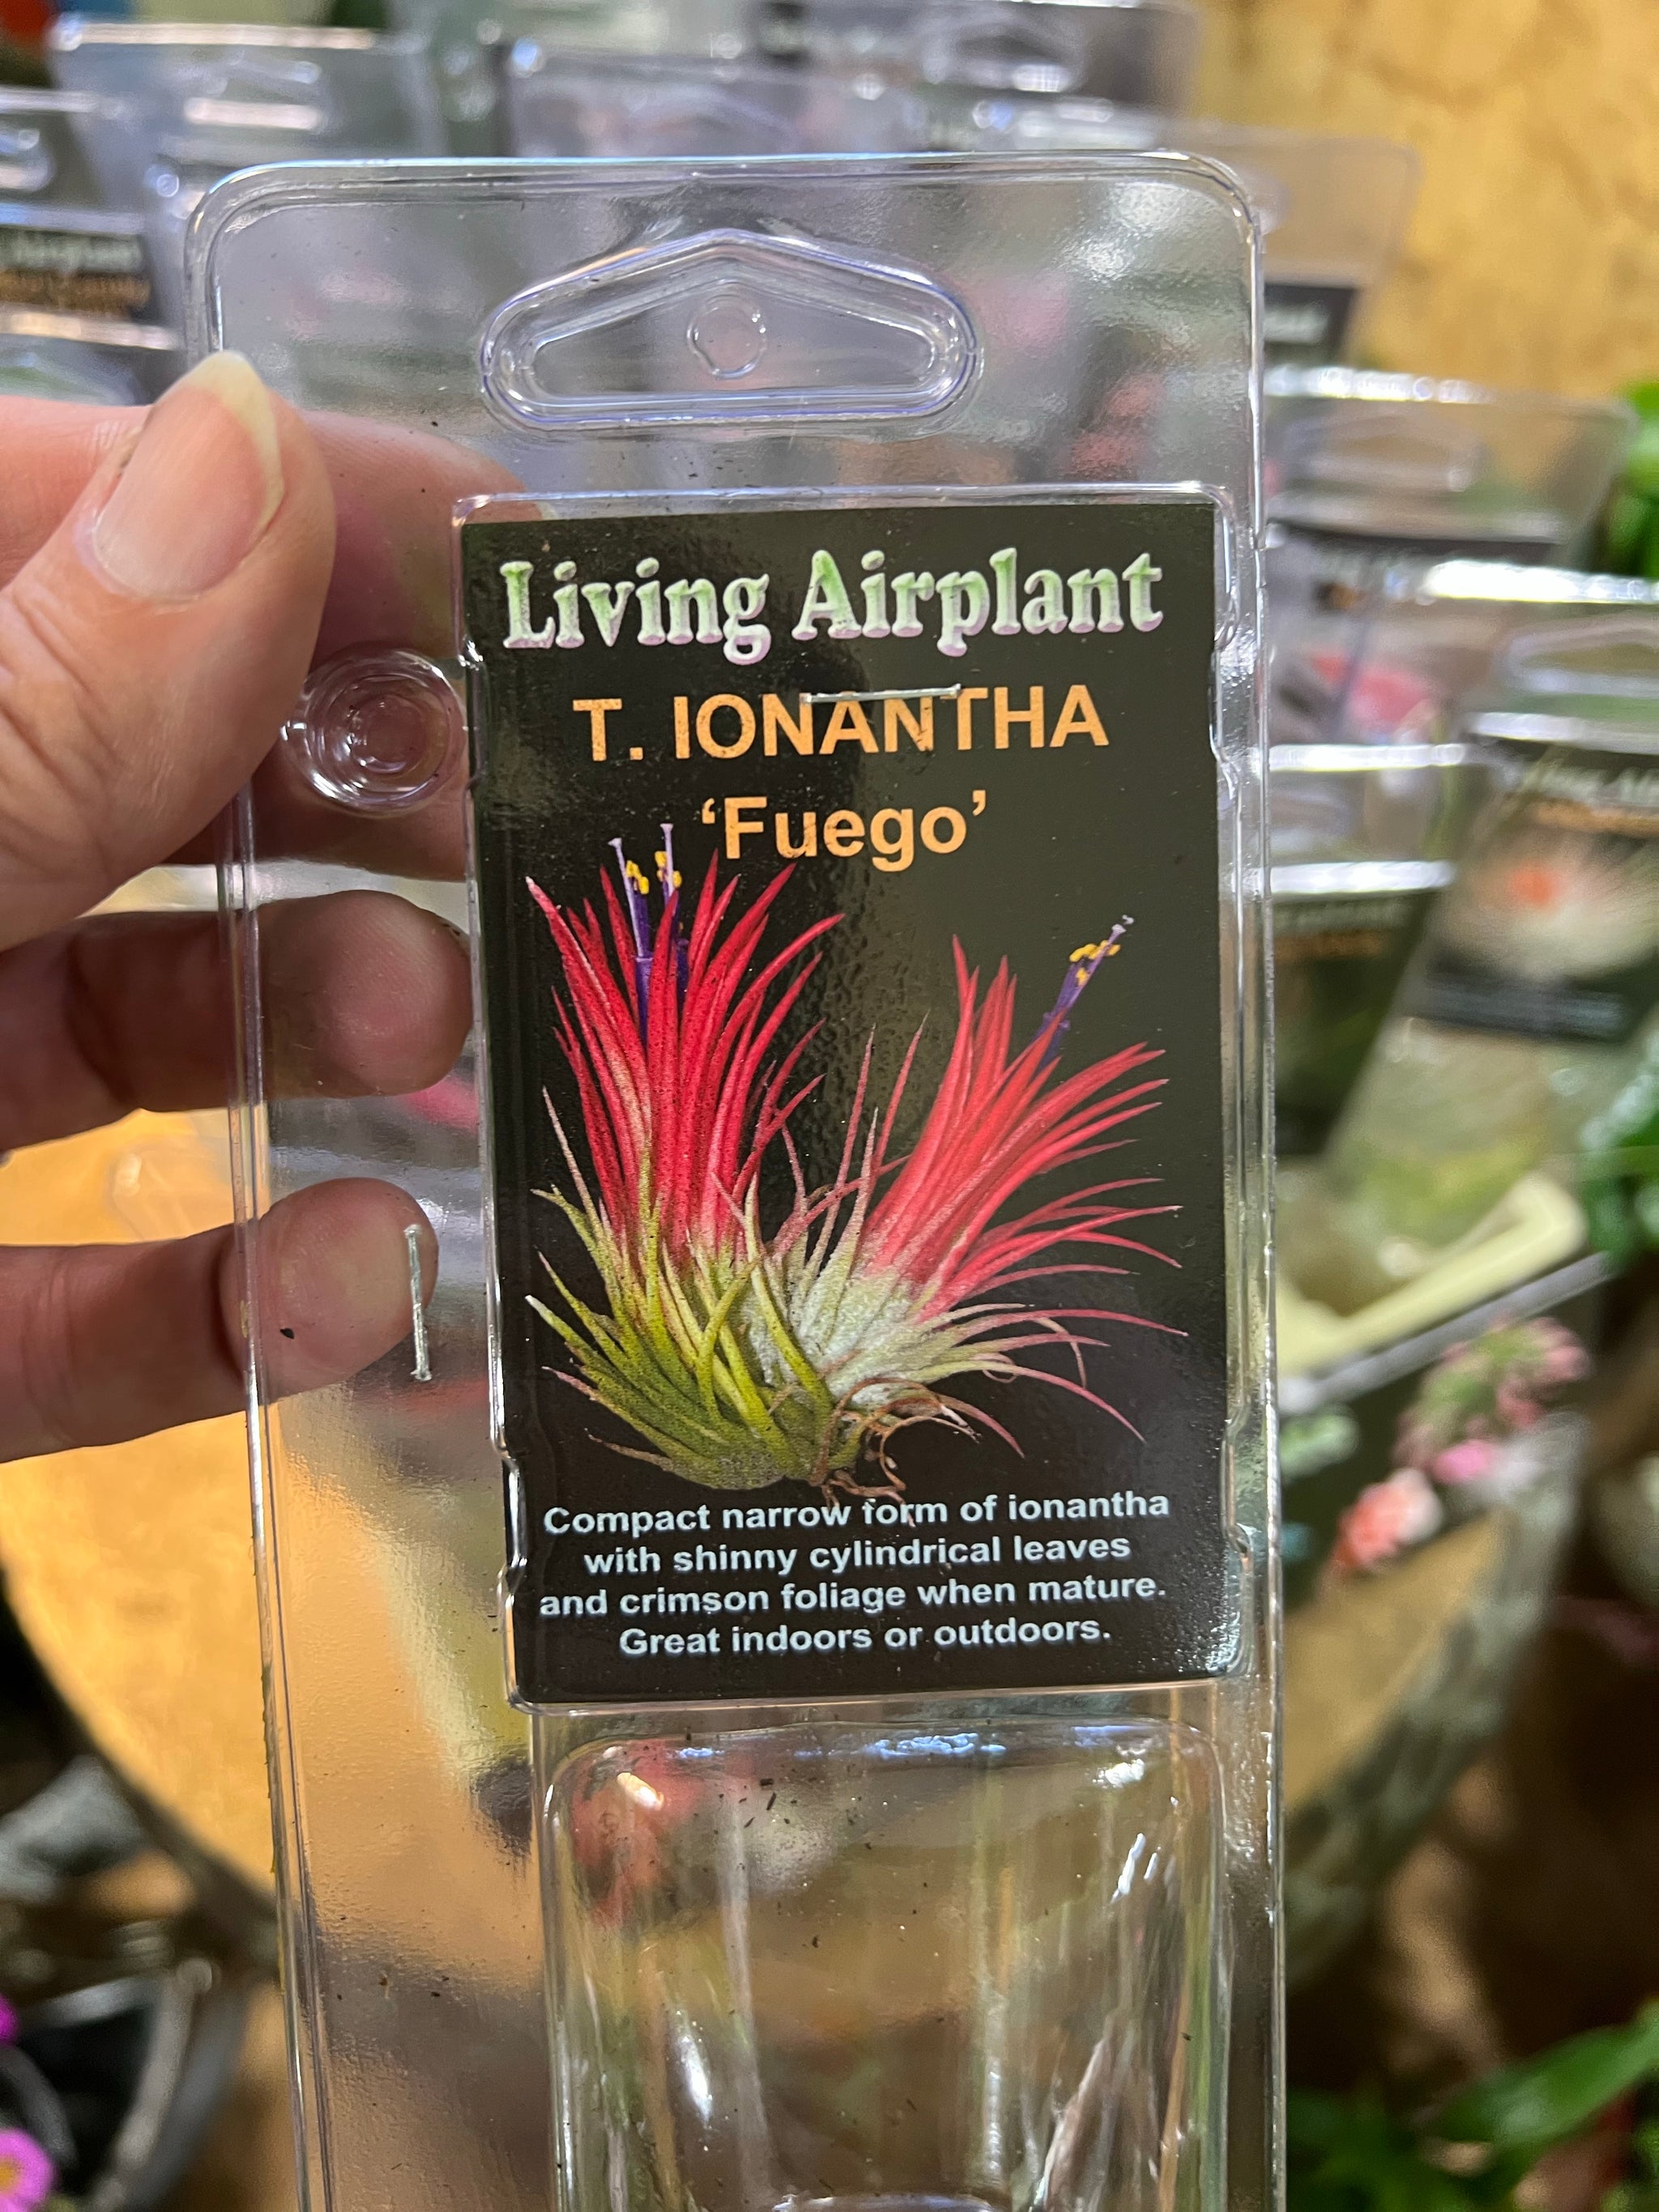 Living Airplant
T. IONANTHA
‘Fuego’
Compact narrow form of ionantha
with shinny cylindrical leaves
and crimson foliage when mature.
Great indoors or outdoors.